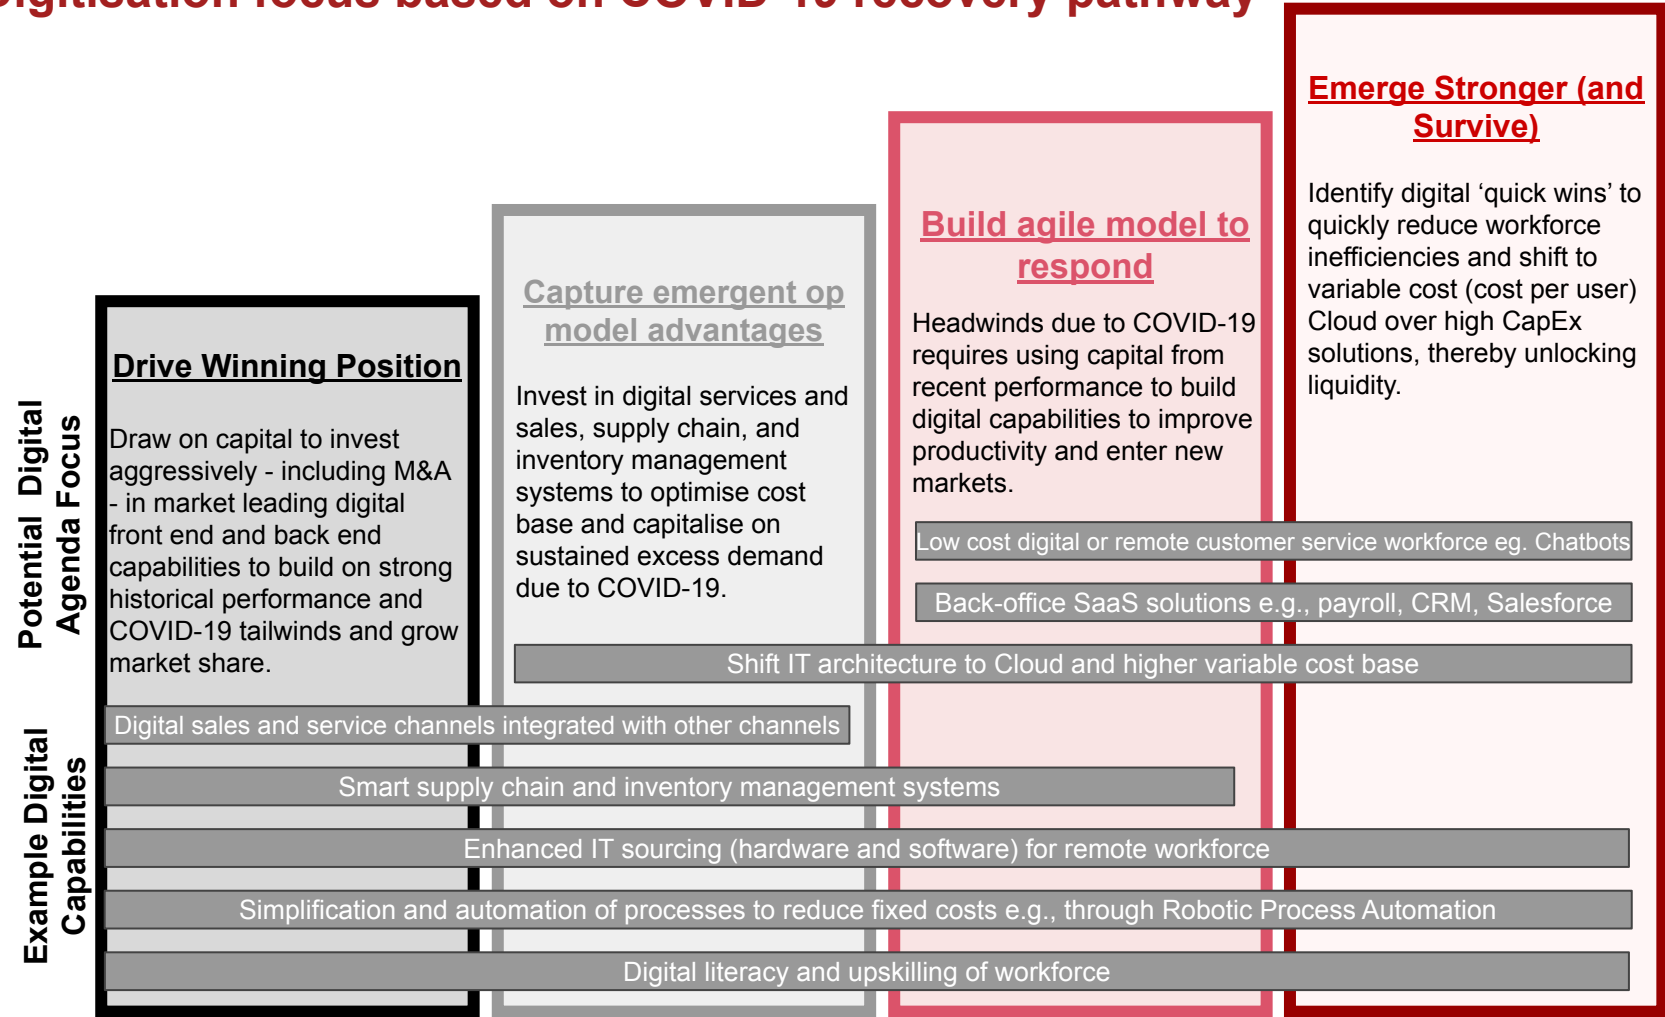 Digitisation focus based on COVID-19 recovery pathway
Potential Digital
Agenda Focus
Example Digital
Capabilities
Drive Winning Position
Draw on capital to invest
aggressively - including M&A
- in market leading digital
front end and back end
capabilities to build on strong
historical performance and
COVID-19 tailwinds and grow
market share.
Capture emergent op
model advantages
Invest in digital services and
sales, supply chain, and
inventory management
systems to optimise cost
base and capitalise on
sustained excess demand
due to COVID-19.
Build agile model to
respond
Headwinds due to COVID-19
requires using capital from
recent performance to build
digital capabilities to improve
productivity and enter new
markets.
Emerge Stronger (and
Survive)
Identify digital ‘quick wins’ to
quickly reduce workforce
inefficiencies and shift to
variable cost (cost per user)
Cloud over high CapEx
solutions, thereby unlocking
liquidity.
Low cost digital or remote customer service workforce eg. Chatbots
Back-office SaaS solutions e.g., payroll, CRM, Salesforce
Shift IT architecture to Cloud and higher variable cost base
Digital sales and service channels integrated with other channels
Smart supply chain and inventory management systems
Enhanced IT sourcing (hardware and software) for remote workforce
Simplification and automation of processes to reduce fixed costs e.g., through Robotic Process Automation
Digital literacy and upskilling of workforce